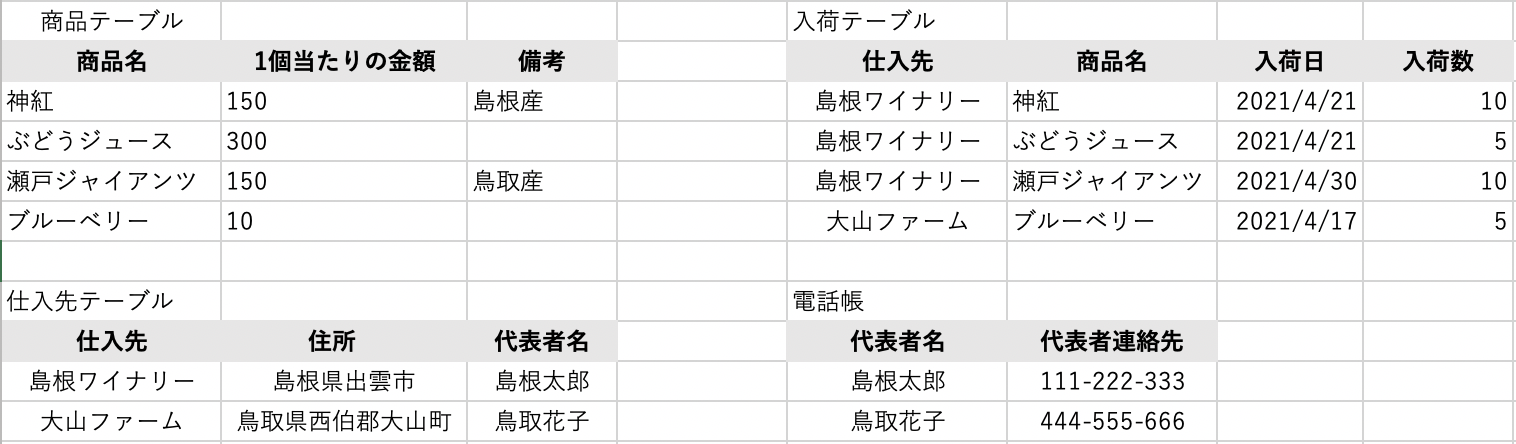 商品テーブル 入荷テーブル
商品名 1個当たりの金額 備考 仕入先 商品名 入荷日 入荷数
神紅 150 島根産 島根ワイナリー 神紅 2021/4/21 10
ぶどうジュース 300 島根ワイナリー ぶどうジュース 2021/4/21 5
瀬戸ジャイアンツ 150 鳥取産 島根ワイナリー 瀬戸ジャイアンツ 2021/4/30 10
ブルーベリー 10 大山ファーム ブルーベリー 2021/4/17 5
仕入先テーブル 電話帳
仕入先 住所 代表者名 代表者名 代表者連絡先
島根ワイナリー 島根県出雲市 島根太郎 島根太郎 111-222-333
大山ファーム 鳥取県西伯郡大山町 鳥取花子 鳥取花子 444-555-666